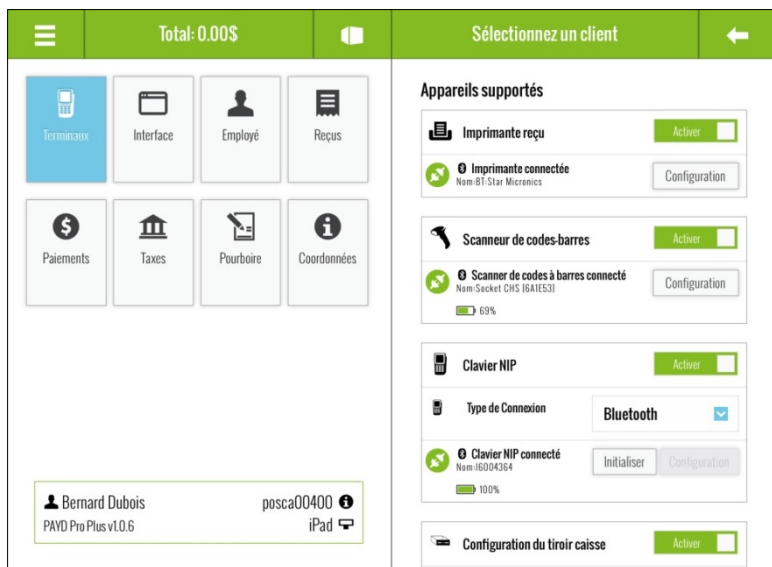 Total: 0.00$
Sélectionnez un client
Terminaux
Interface
Employé
Reçus
Paiements
Taxes
Pourboire
Coordonnées
Bernard Dubois
posca00400
PAYD Pro Plus v1.0.6
iPad
Appareils supportés
Imprimante reçu
Activer
Imprimante connectée
Nom:BT:Star Micronics
Configuration
Scanneur de codes-barres
Activer
Scanner de codes à barres connecté
Nom:Socket CHS [6A1E53]
Configuration
69%
Clavier NIP
Activer
Type de Connexion
Bluetooth
Clavier NIP connecté
Nom:16004364
Initialiser
Configuration
100%
Configuration du tiroir caisse
Activer